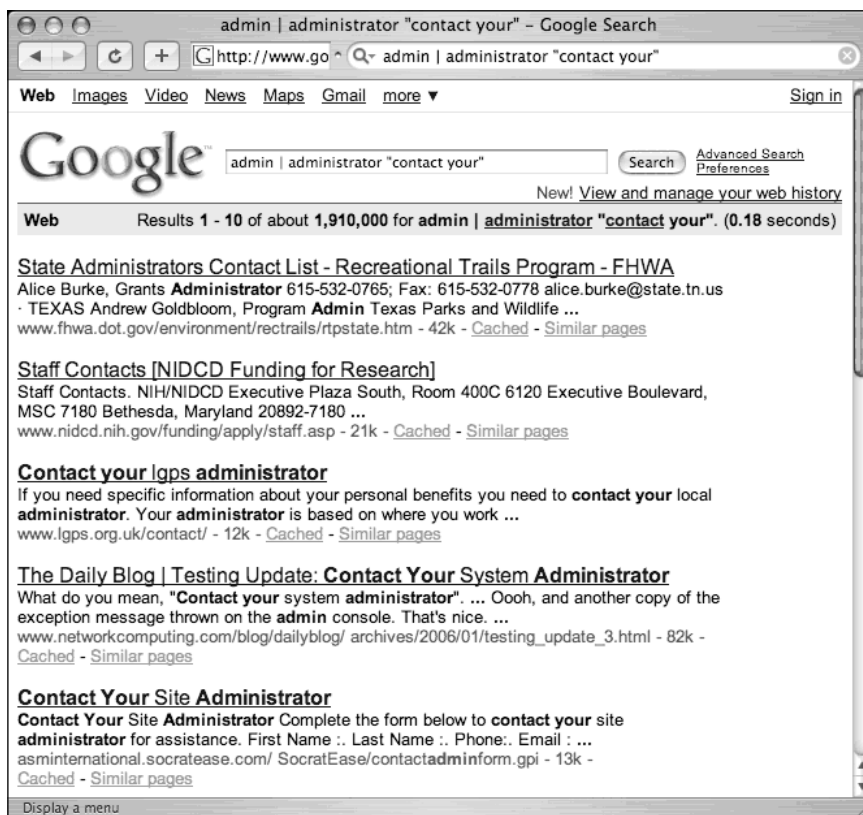 admin | administrator "contact your" – Google Search
G http://www.go ^ Q admin | administrator "contact your"
Web Images Video News Maps Gmail more ▼ Sign in
Google™ admin | administrator "contact your" Search Advanced Search
Preferences
New! View and manage your web history
Web Results 1 - 10 of about 1,910,000 for admin | administrator "contact your". (0.18 seconds)
State Administrators Contact List - Recreational Trails Program - FHWA
Alice Burke, Grants Administrator 615-532-0765; Fax: 615-532-0778 alice.burke@state.tn.us
· TEXAS Andrew Goldbloom, Program Admin Texas Parks and Wildlife ...
www.fhwa.dot.gov/environment/rectrails/rtpstate.htm - 42k - Cached - Similar pages
Staff Contacts [NIDCD Funding for Research]
Staff Contacts. NIH/NIDCD Executive Plaza South, Room 400C 6120 Executive Boulevard,
MSC 7180 Bethesda, Maryland 20892-7180 ...
www.nidcd.nih.gov/funding/apply/staff.asp - 21k - Cached - Similar pages
Contact your lgps administrator
If you need specific information about your personal benefits you need to contact your local
administrator. Your administrator is based on where you work ...
www.lgps.org.uk/contact/ - 12k - Cached - Similar pages
The Daily Blog | Testing Update: Contact Your System Administrator
What do you mean, "Contact your system administrator". ... Oooh, and another copy of the
exception message thrown on the admin console. That's nice. ...
www.networkcomputing.com/blog/dailyblog/ archives/2006/01/testing_update_3.html - 82k -
Cached - Similar pages
Contact Your Site Administrator
Contact Your Site Administrator Complete the form below to contact your site
administrator for assistance. First Name :. Last Name :. Phone:. Email : ...
asminternational.socratease.com/ SocratEase/contactadminform.gpi - 13k -
Cached - Similar pages
Display a menu